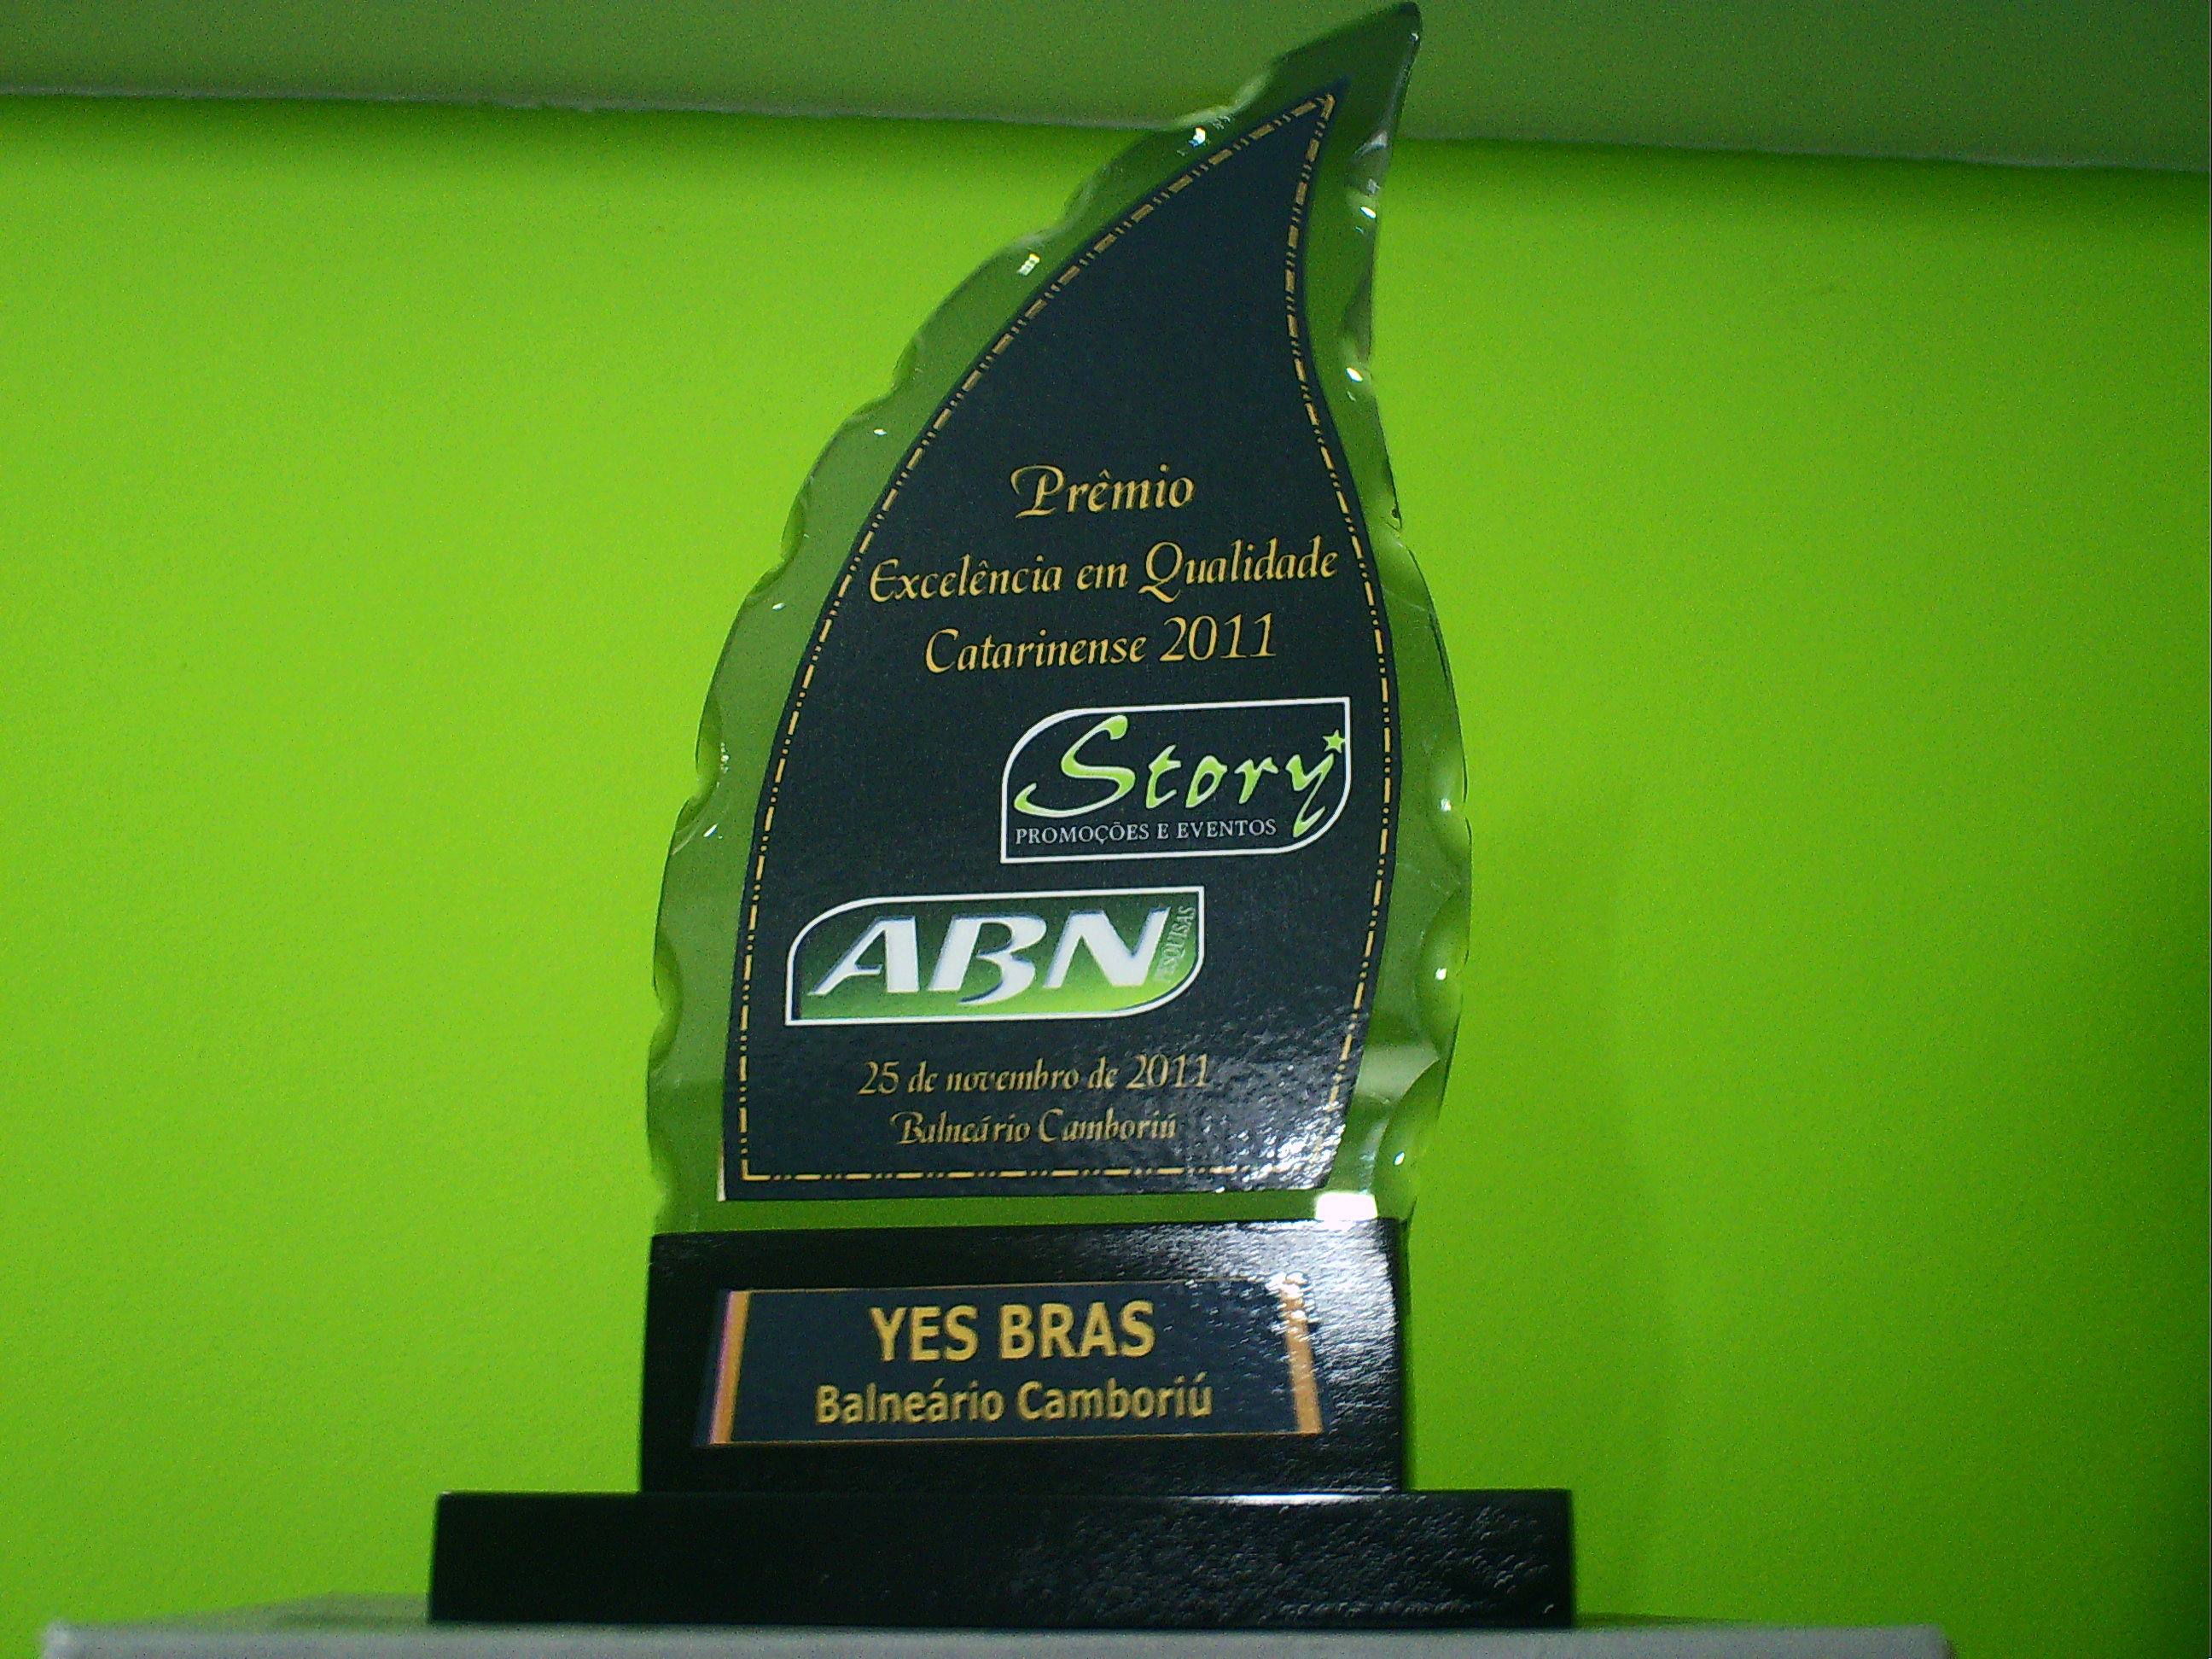 Prêmio
Excelência em Qualidade
Catarinense 2011
Story
PROMOÇÕES E EVENTOS
ABN PESQUISAS
25 de novembro de 2011
Balneário Camboriú
YES BRAS
Balneário Camboriú